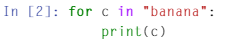 In [2]: for c in "banana":
print(c)